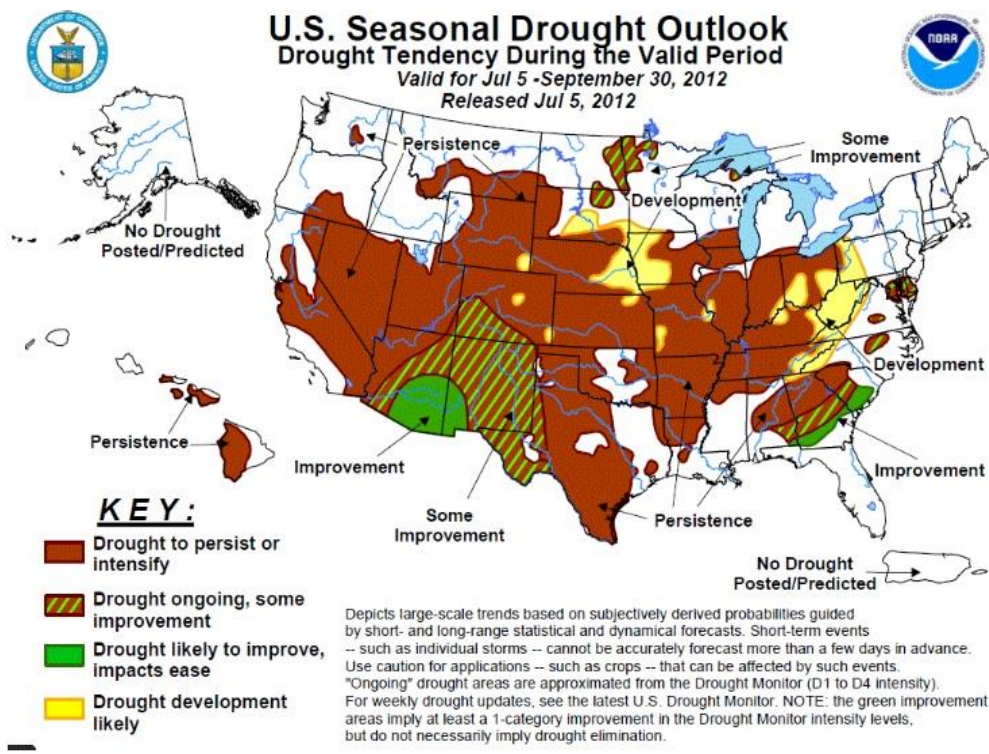 U.S. Seasonal Drought Outlook
Drought Tendency During the Valid Period
Valid for Jul 5 -September 30, 2012
Released Jul 5, 2012
DEPARTMENT OF COMMERCE
UNITED STATES OF AMERICA
NOAA
Persistence
Some
Improvement
Development
No Drought
Posted/Predicted
Development
Persistence
Improvement
Improvement
Some
Improvement
Persistence
No Drought
Posted/Predicted
KEY:
Drought to persist or
intensify
Drought ongoing, some
improvement
Drought likely to improve,
impacts ease
Drought development
likely
Depicts large-scale trends based on subjectively derived probabilities guided
by short- and long-range statistical and dynamical forecasts. Short-term events
-- such as individual storms -- cannot be accurately forecast more than a few days in advance.
Use caution for applications -- such as crops -- that can be affected by such events.
"Ongoing" drought areas are approximated from the Drought Monitor (D1 to D4 intensity).
For weekly drought updates, see the latest U.S. Drought Monitor. NOTE: the green improvement
areas imply at least a 1-category improvement in the Drought Monitor intensity levels,
but do not necessarily imply drought elimination.